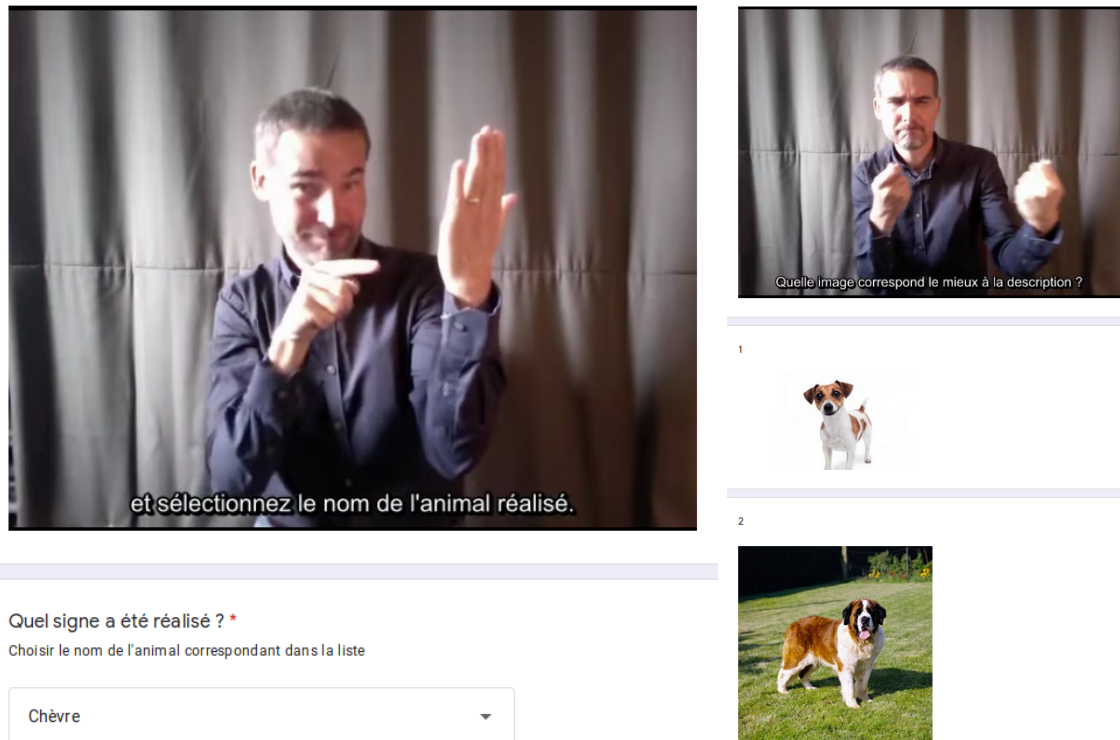 et sélectionnez le nom de l'animal réalisé.
Quel signe a été réalisé ? *
Choisir le nom de l'animal correspondant dans la liste
Chèvre
Quelle image correspond le mieux à la description ?
1
2